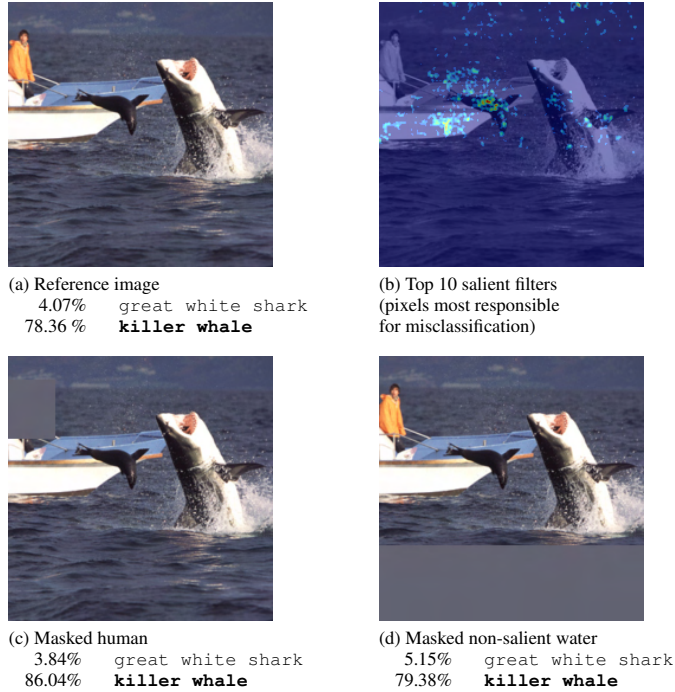 (a) Reference image
4.07% great white shark
78.36 % killer whale
(b) Top 10 salient filters
(pixels most responsible
for misclassification)
(c) Masked human
3.84% great white shark
86.04% killer whale
(d) Masked non-salient water
5.15% great white shark
79.38% killer whale